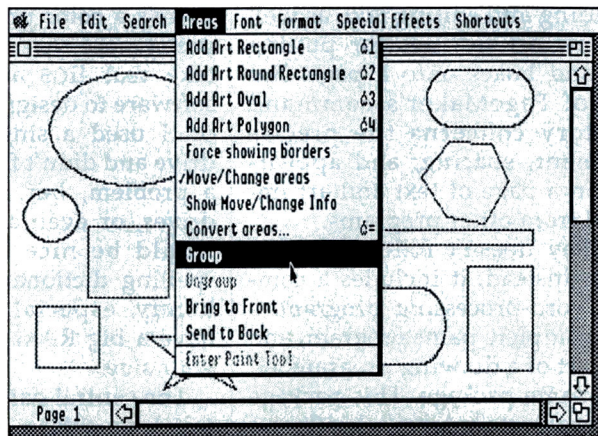 File Edit Search Areas Font Format Special Effects Shortcuts
Add Art Rectangle 1
Add Art Round Rectangle 2
Add Art Oval 3
Add Art Polygon 4
Force showing borders
✓Move/Change areas
Show Move/Change Info
Convert areas... =
Group
Ungroup
Bring to Front
Send to Back
Enter Paint Tool
Page 1